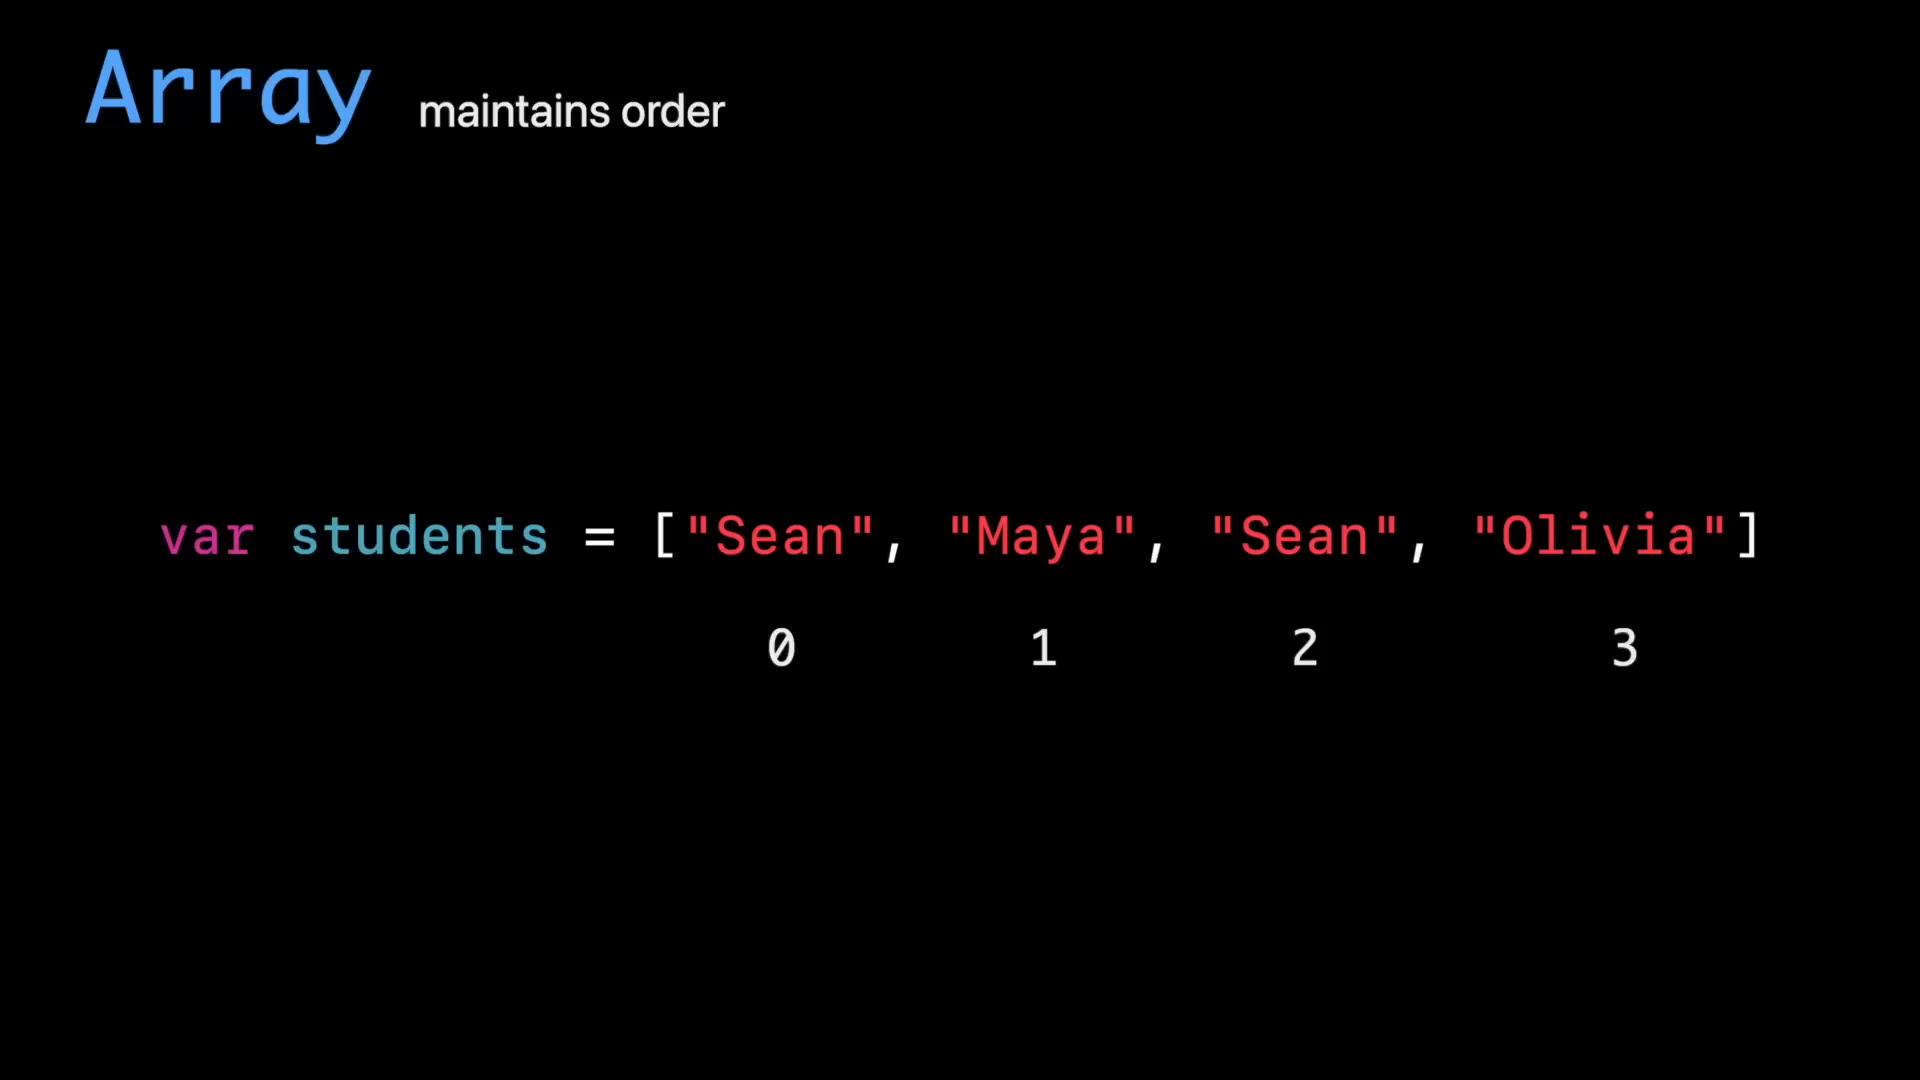 Array maintains order
var students = ["Sean", "Maya", "Sean", "Olivia"]
0 1 2 3